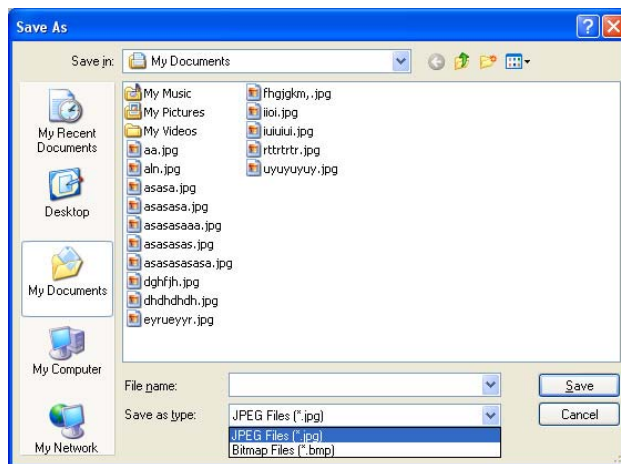 Save As
Save in:
My Documents
My Recent
Documents
Desktop
My Documents
My Computer
My Network
My Music
My Pictures
My Videos
aa.jpg
aln.jpg
asasa.jpg
asasasa.jpg
asasasaaa.jpg
asasasas.jpg
asasasasasa.jpg
dghfjh.jpg
dhdhdhdh.jpg
eyrueyyr.jpg
fhgjgkm,.jpg
iioi.jpg
iuiuiui.jpg
rttrtrtr.jpg
uyuyuyuy.jpg
File name:
Save
Save as type:
JPEG Files (*.jpg)
Cancel
JPEG Files (*.jpg)
Bitmap Files (*.bmp)